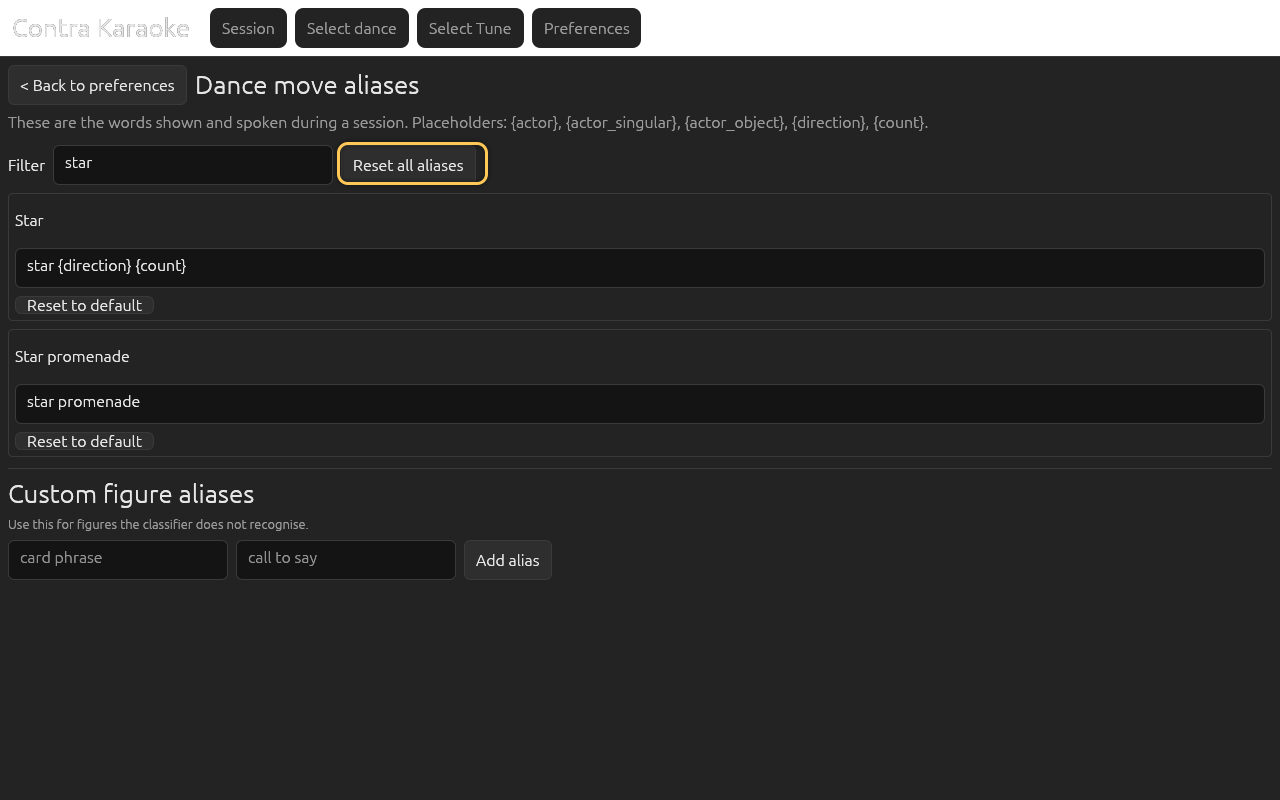 Contra Karaoke Session Select dance Select Tune Preferences
< Back to preferences Dance move aliases
These are the words shown and spoken during a session. Placeholders: {actor}, {actor_singular}, {actor_object}, {direction}, {count}.
Filter star Reset all aliases
Star
star {direction} {count}
Reset to default
Star promenade
star promenade
Reset to default
Custom figure aliases
Use this for figures the classifier does not recognise.
card phrase call to say Add alias